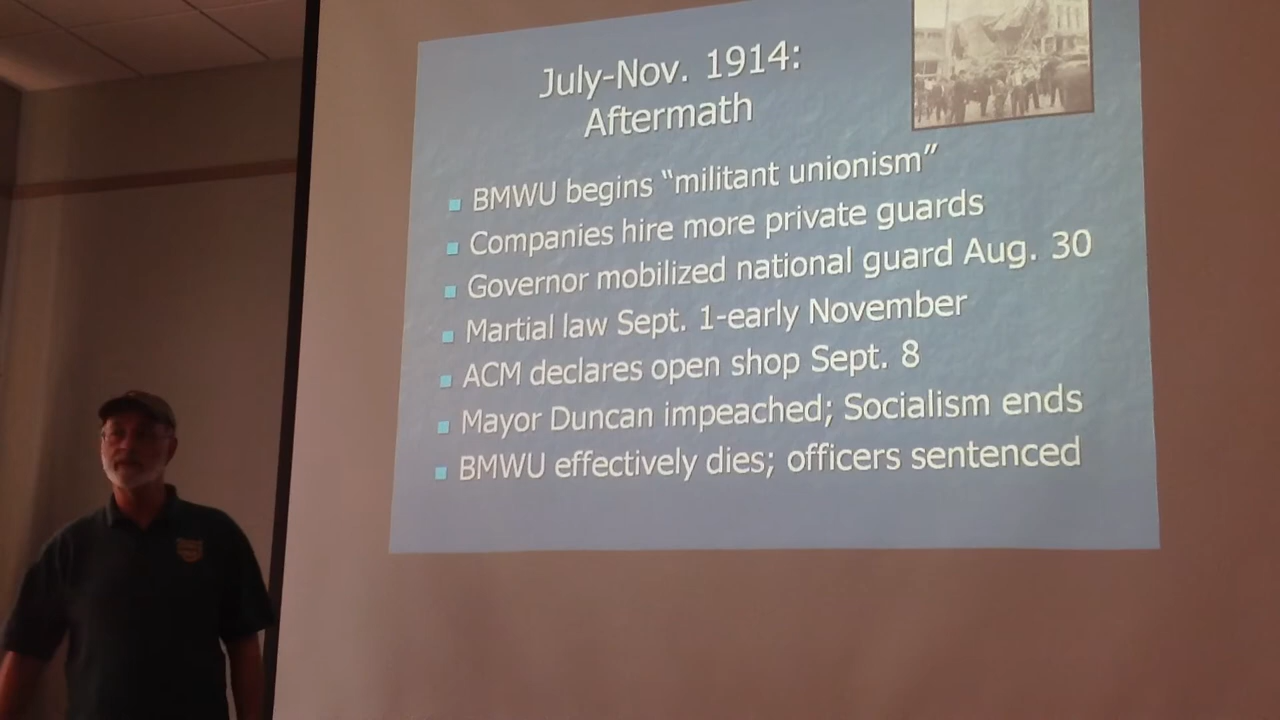 July-Nov. 1914:
Aftermath
BMWU begins “militant unionism”
Companies hire more private guards
Governor mobilized national guard Aug. 30
Martial law Sept. 1-early November
ACM declares open shop Sept. 8
Mayor Duncan impeached; Socialism ends
BMWU effectively dies; officers sentenced